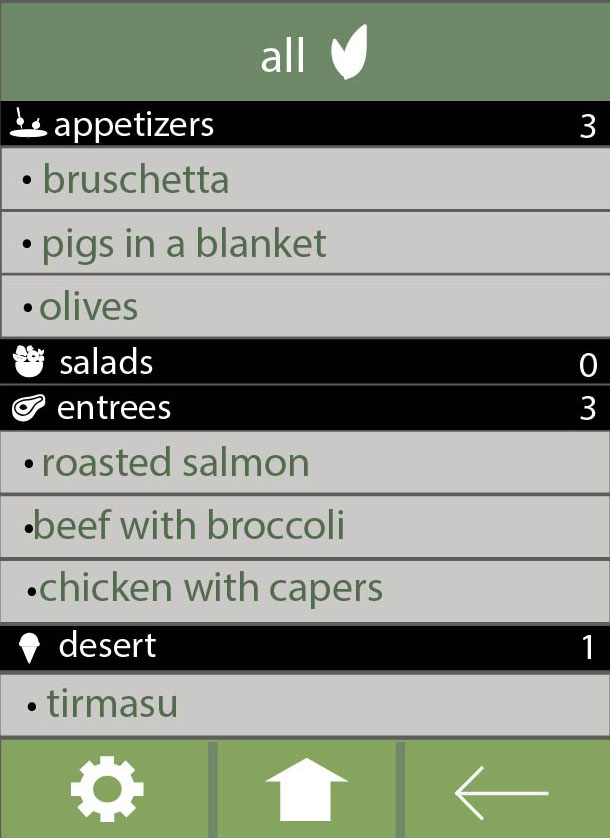 all
appetizers 3
• bruschetta
• pigs in a blanket
• olives
salads 0
entrees 3
• roasted salmon
•beef with broccoli
•chicken with capers
desert 1
• tirmasu